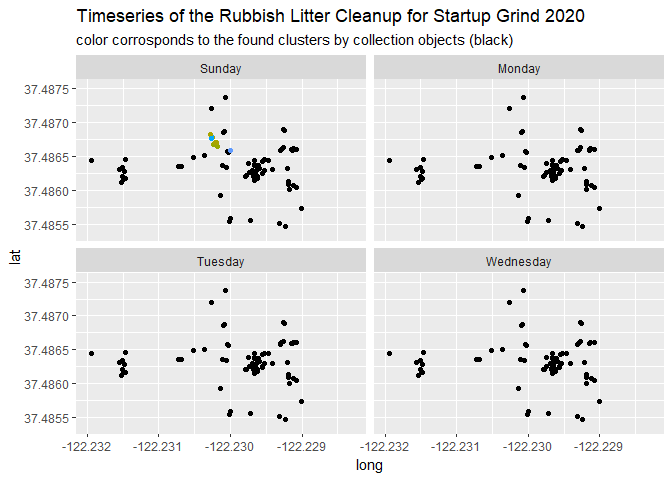 Timeseries of the Rubbish Litter Cleanup for Startup Grind 2020
color corrosponds to the found clusters by collection objects (black)
Sunday Monday
37.4875
37.4870
37.4865
37.4860
37.4855
lat
Tuesday Wednesday
37.4875
37.4870
37.4865
37.4860
37.4855
-122.232 -122.231 -122.230 -122.229 -122.232 -122.231 -122.230 -122.229
long